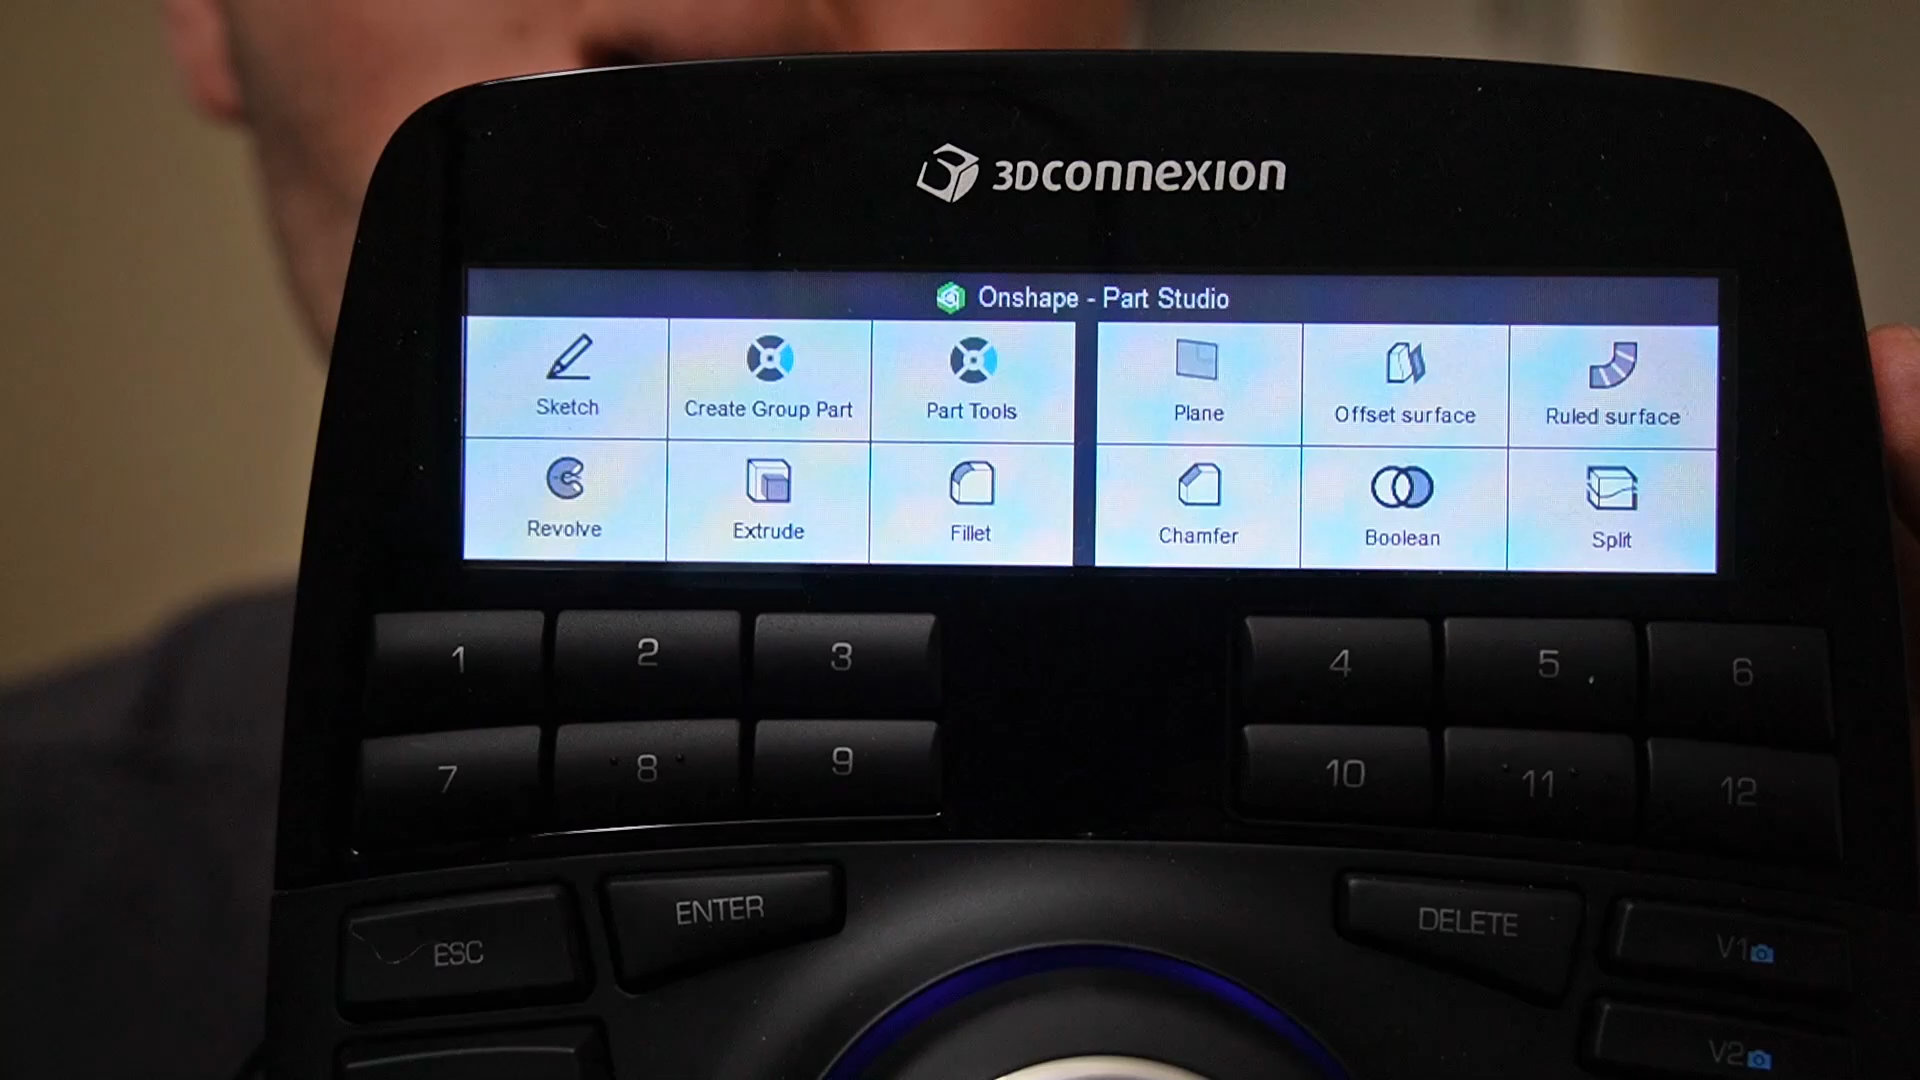 3Dconnexion
Onshape - Part Studio
Sketch
Create Group Part
Part Tools
Plane
Offset surface
Ruled surface
Revolve
Extrude
Fillet
Chamfer
Boolean
Split
1
2
3
4
5
6
7
8
9
10
11
12
ESC
ENTER
DELETE
V1
V2